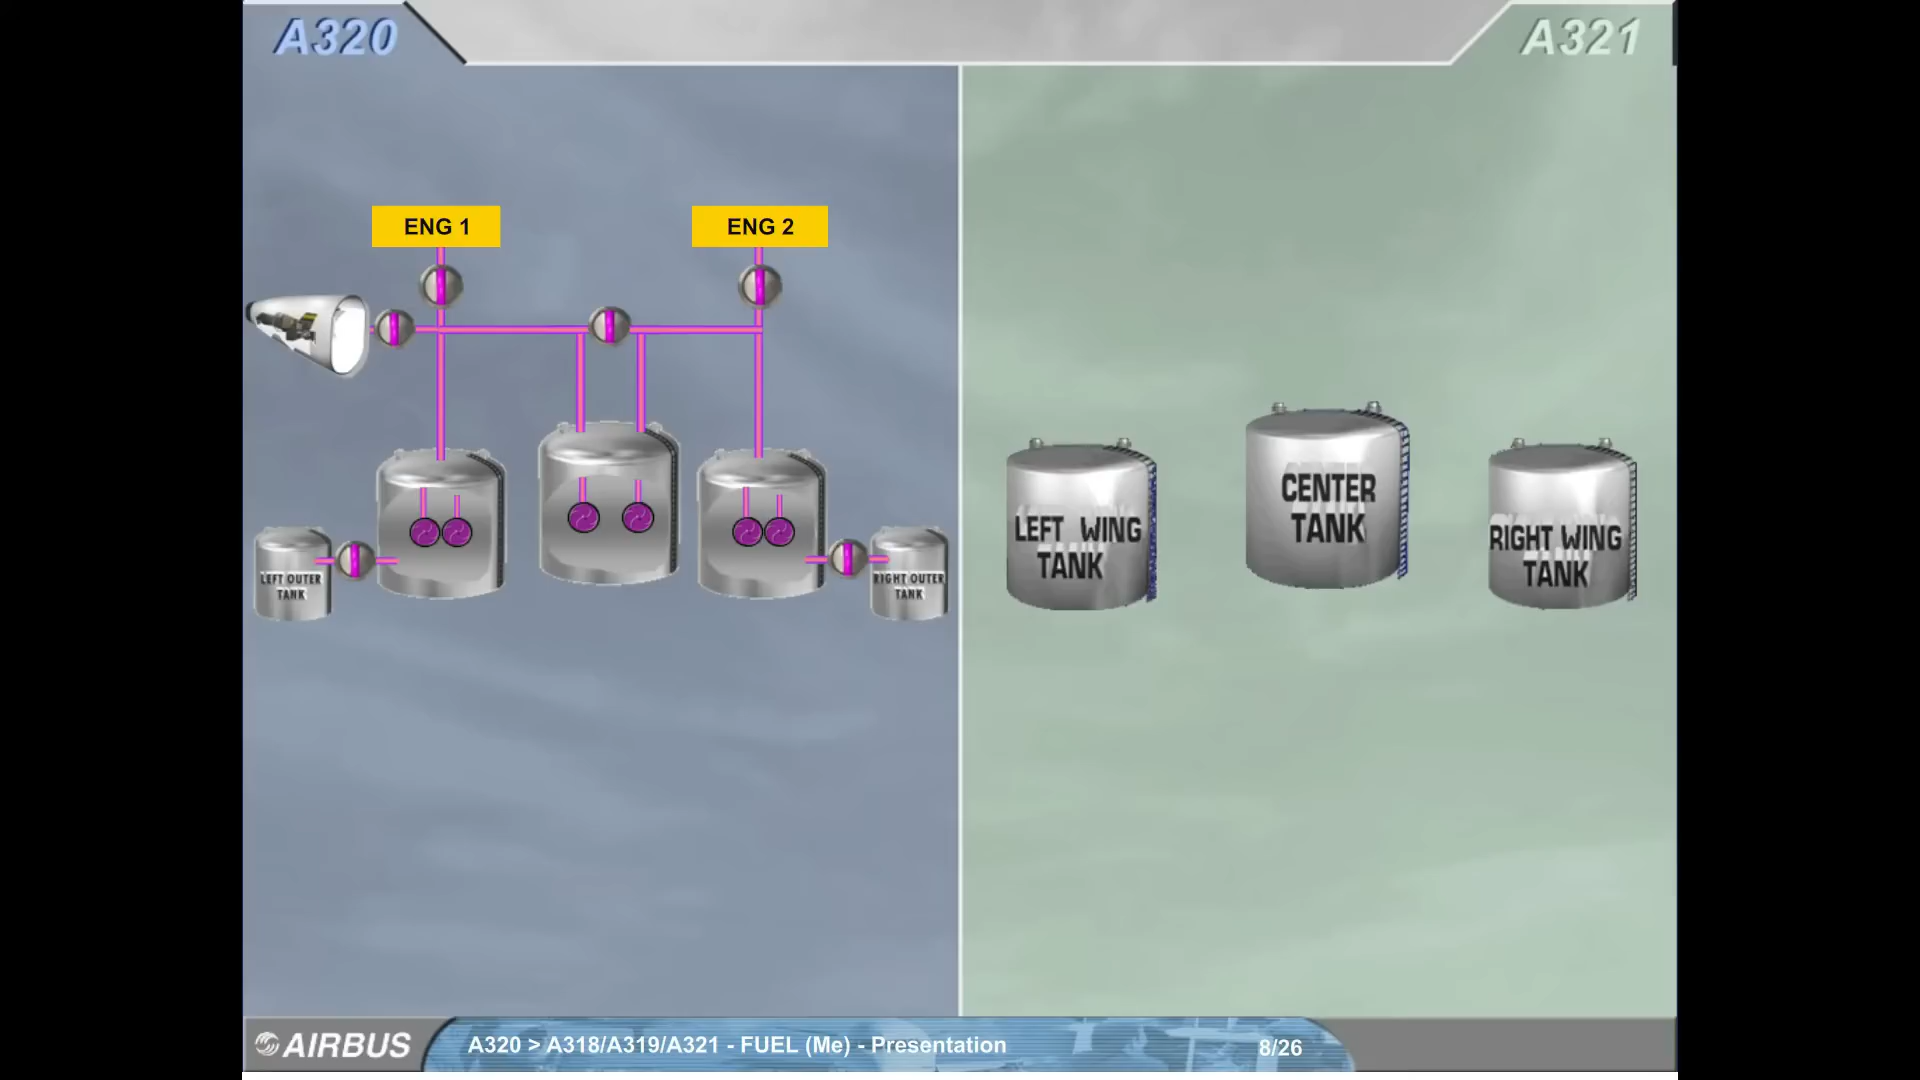 A320
A321
ENG 1
ENG 2
LEFT OUTER
TANK
RIGHT OUTER
TANK
LEFT WING
TANK
CENTER
TANK
RIGHT WING
TANK
AIRBUS
A320 > A318/A319/A321 - FUEL (Me) - Presentation
8/26